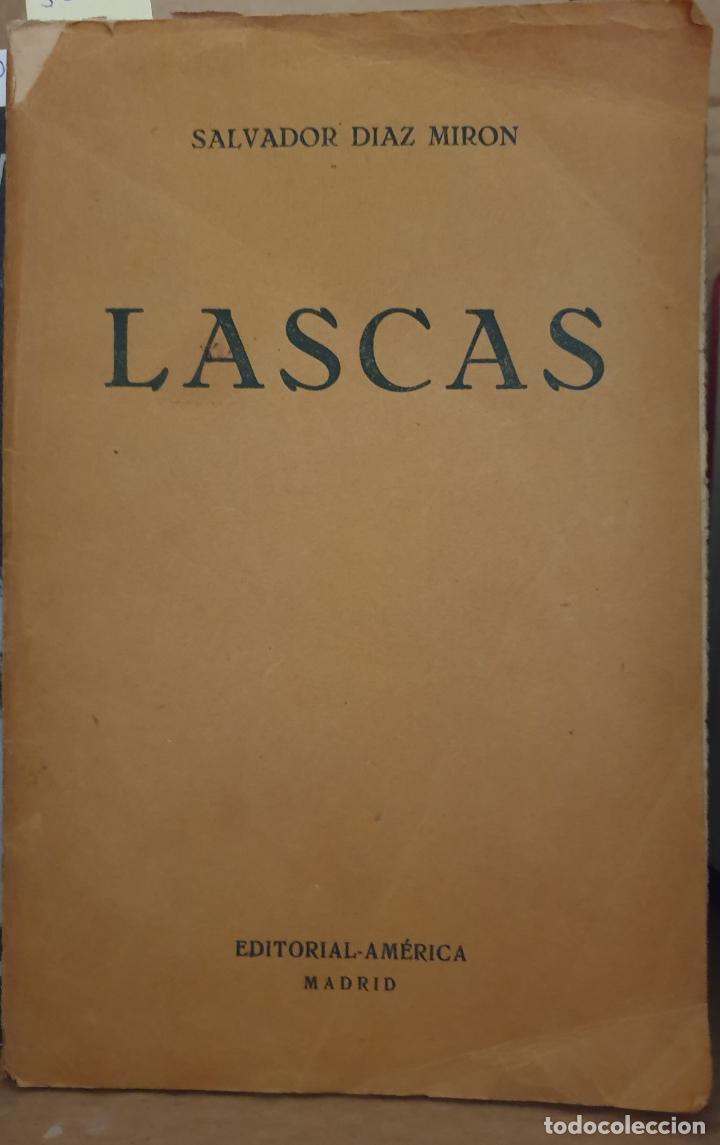 SALVADOR DIAZ MIRON
LASCAS
EDITORIAL-AMÉRICA
MADRID
todocoleccion